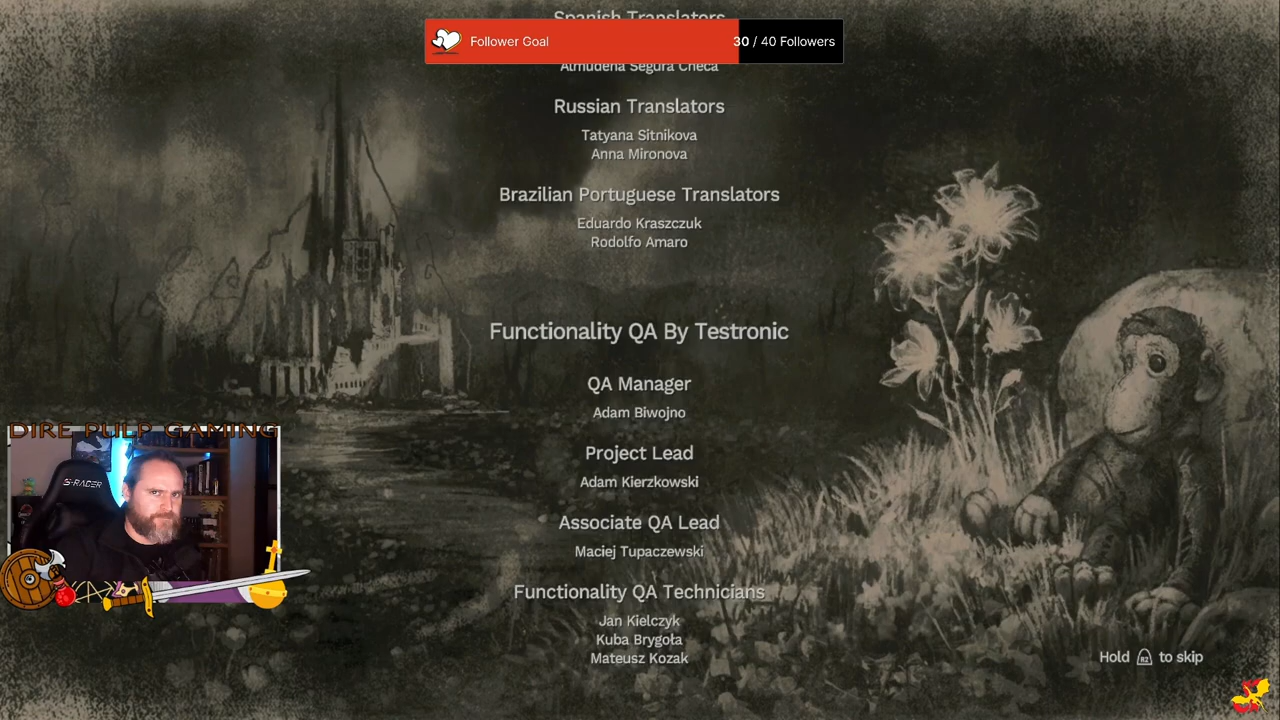 Spanish Translators
Follower Goal
30 / 40 Followers
Almudena Segura Checa
Russian Translators
Tatyana Sitnikova
Anna Mironova
Brazilian Portuguese Translators
Eduardo Kraszczuk
Rodolfo Amaro
Functionality QA By Testronic
QA Manager
Adam Biwojno
Project Lead
Adam Kierzkowski
DIRE PULP GAMING
S-RACER
Associate QA Lead
Maciej Tupaczewski
Functionality QA Technicians
Jan Kielczyk
Kuba Brygoła
Mateusz Kozak
Hold R2 to skip